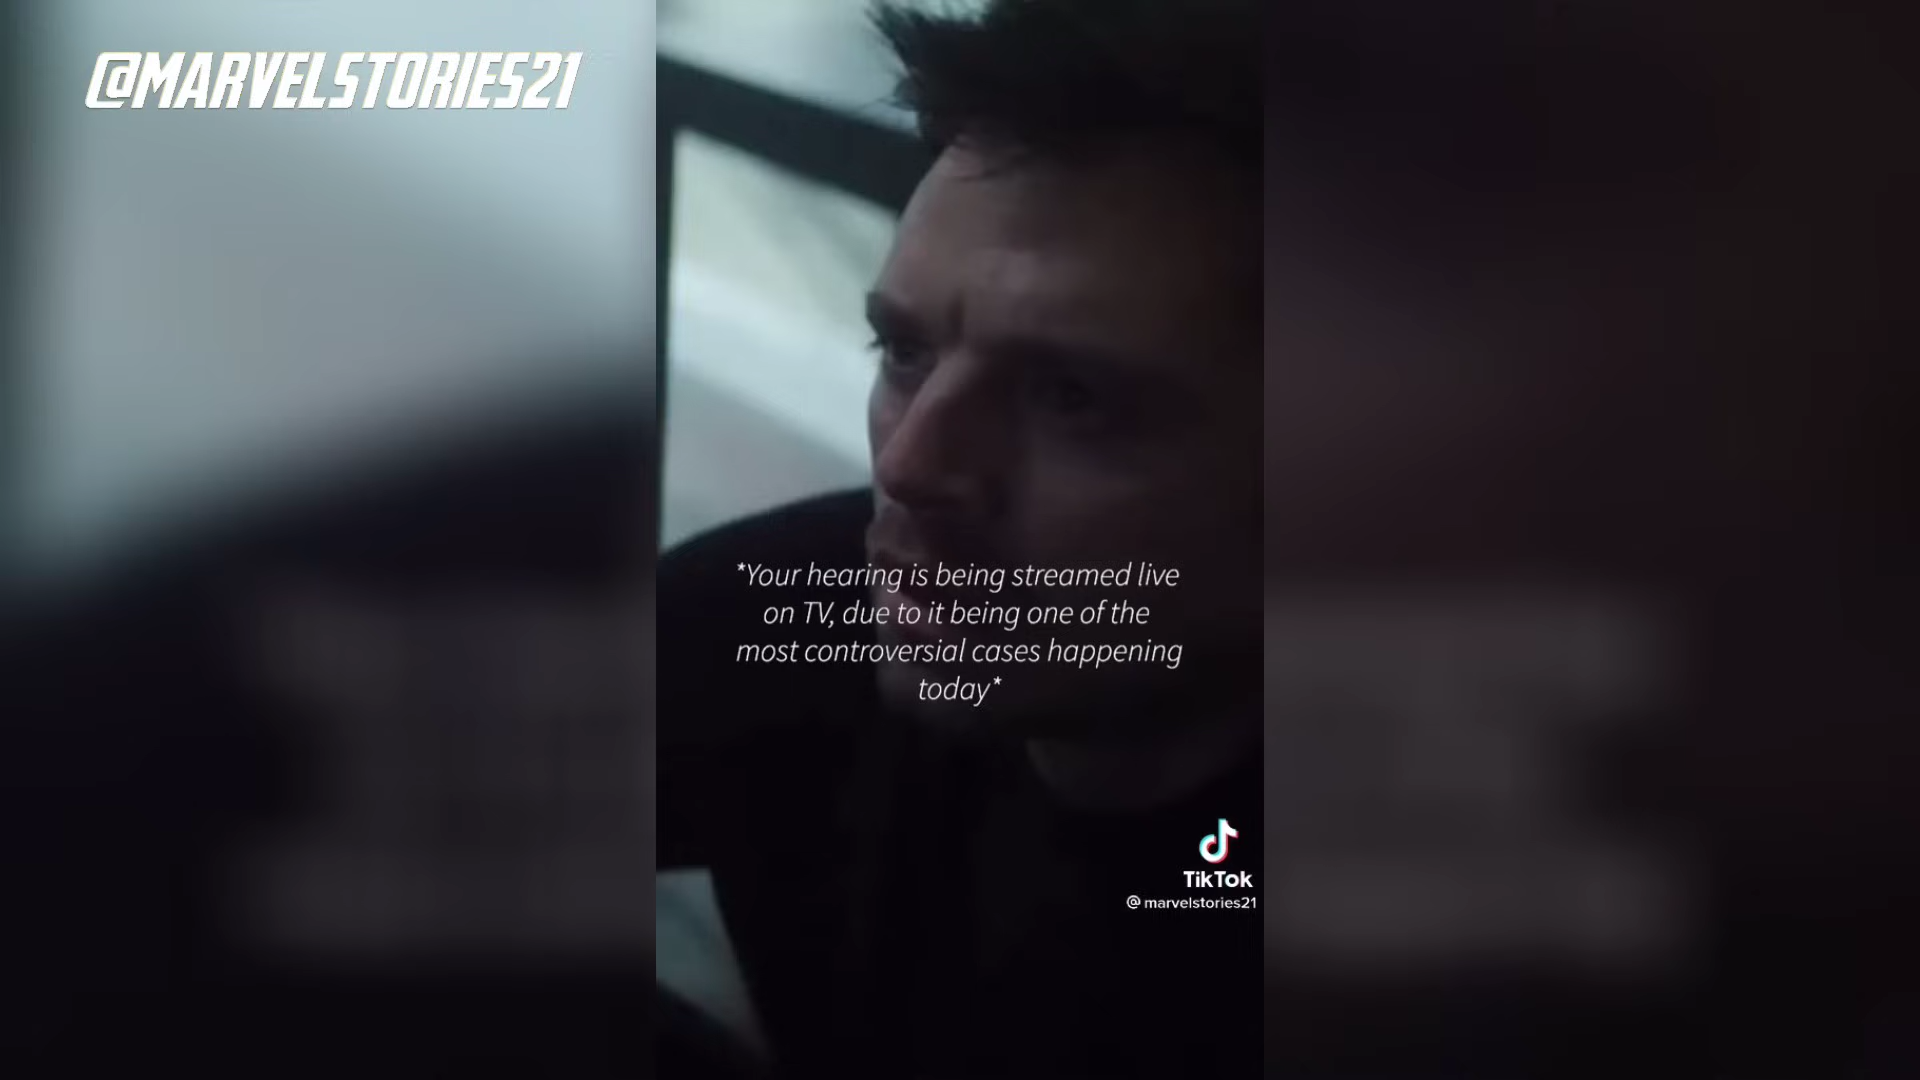 @MARVELSTORIES21
*Your hearing is being streamed live
on TV, due to it being one of the
most controversial cases happening
today*
TikTok
@marvelstories21